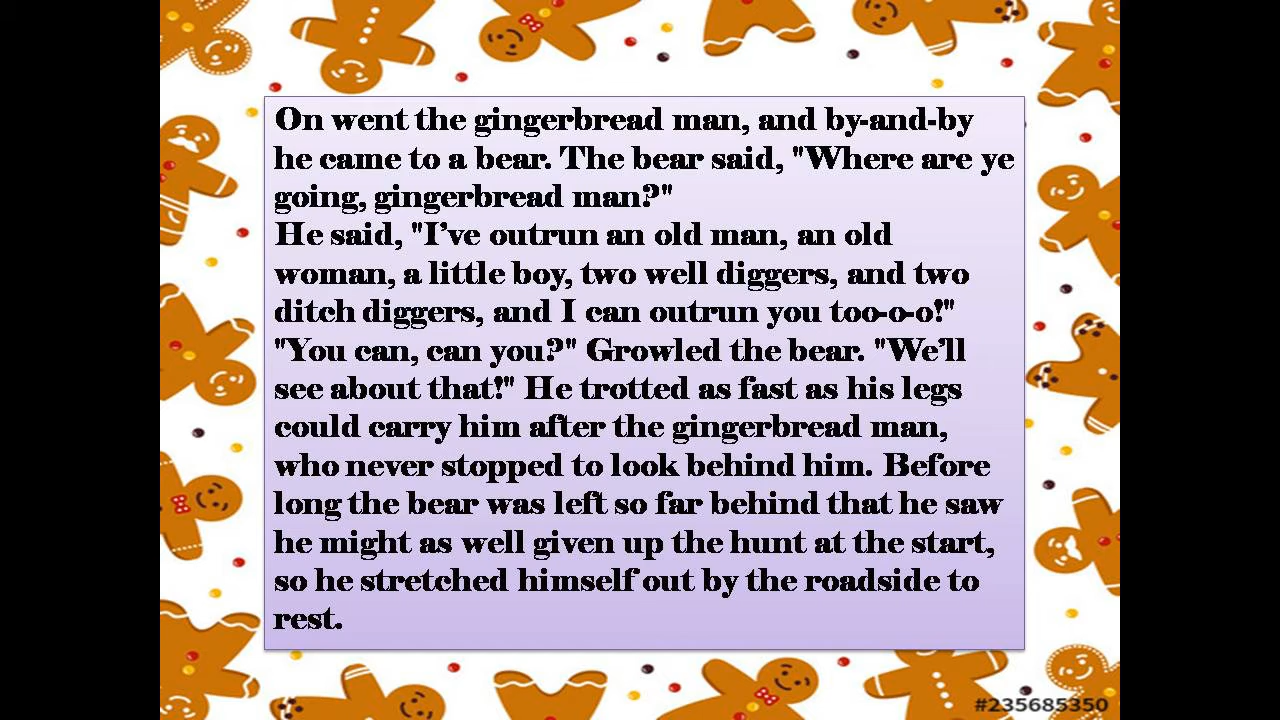 On went the gingerbread man, and by-and-by
he came to a bear. The bear said, "Where are ye
going, gingerbread man?"
He said, "I've outrun an old man, an old
woman, a little boy, two well diggers, and two
ditch diggers, and I can outrun you too-o-o!"
"You can, can you?" Growled the bear. "We'll
see about that!" He trotted as fast as his legs
could carry him after the gingerbread man,
who never stopped to look behind him. Before
long the bear was left so far behind that he saw
he might as well given up the hunt at the start,
so he stretched himself out by the roadside to
rest.
#235685350